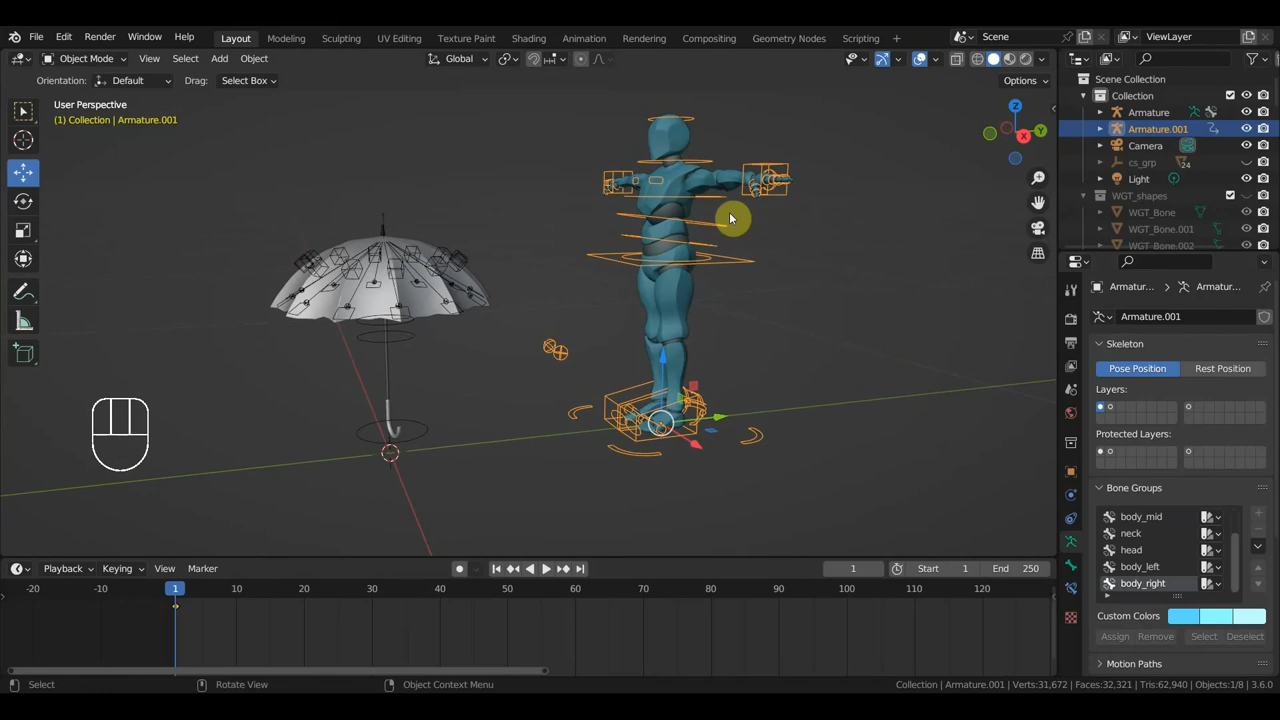 File Edit Render Window Help Layout Modeling Sculpting UV Editing Texture Paint Shading Animation Rendering Compositing Geometry Nodes Scripting + Scene ViewLayer
Object Mode View Select Add Object Global
Orientation: Default Drag: Select Box Options
User Perspective
(1) Collection | Armature.001
Z
Y
X
Scene Collection
Collection
Armature
Armature.001
Camera
cs_grp 24
Light
WGT_shapes
WGT_Bone
WGT_Bone.001
WGT_Bone.002
Armatur... Armatur...
Armature.001
Skeleton
Pose Position Rest Position
Layers:
Protected Layers:
Bone Groups
body_mid
neck
head
body_left
body_right
Custom Colors
Assign Remove Select Deselect
Motion Paths
Playback Keying View Marker 1 Start 1 End 250
-20 -10 1 10 20 30 40 50 60 70 80 90 100 110 120
Select Rotate View Object Context Menu Collection | Armature.001 | Verts:31,672 | Faces:32,321 | Tris:62,940 | Objects:1/8 | 3.6.0